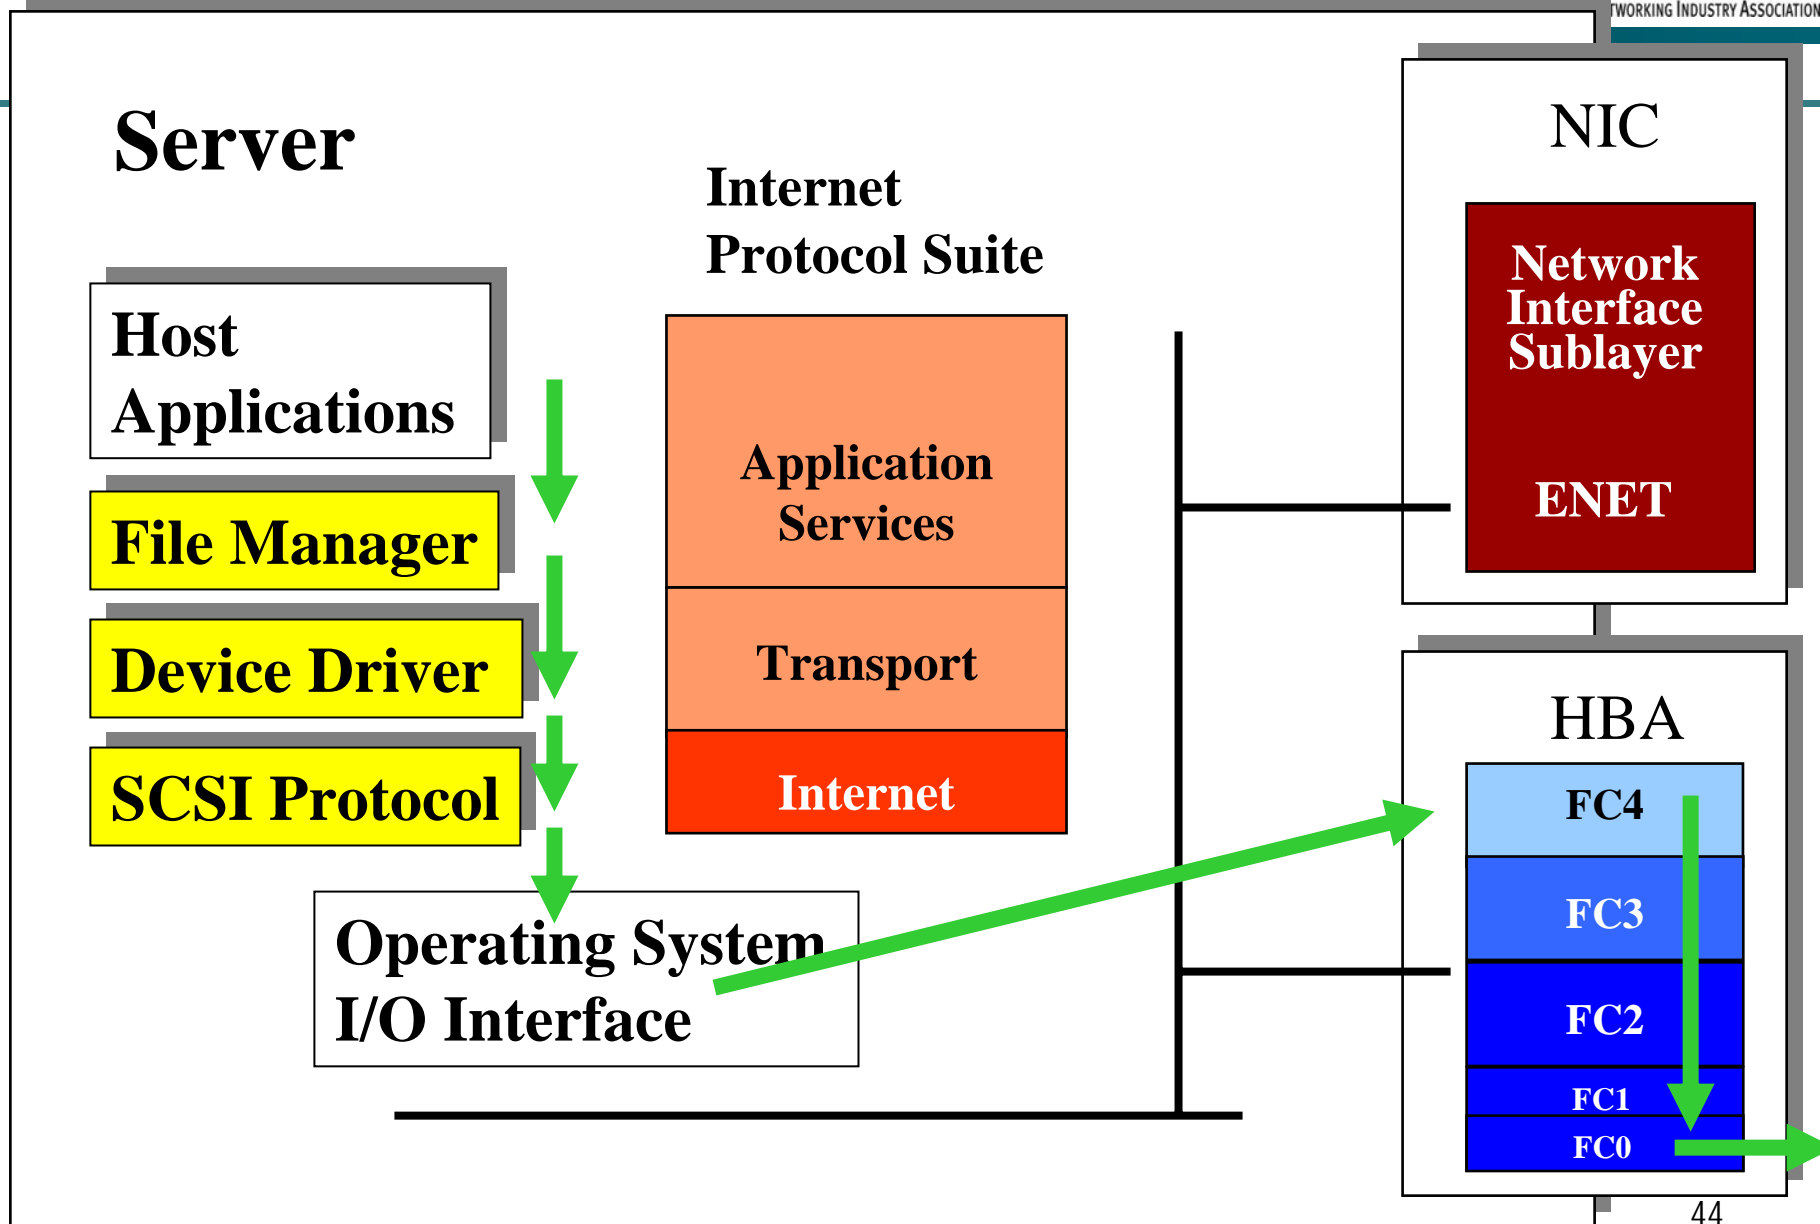 NETWORKING INDUSTRY ASSOCIATION
Server
Internet
Protocol Suite
Host
Applications
File Manager
Device Driver
SCSI Protocol
Operating System
I/O Interface
Application
Services
Transport
Internet
NIC
Network
Interface
Sublayer
ENET
HBA
FC4
FC3
FC2
FC1
FC0
44